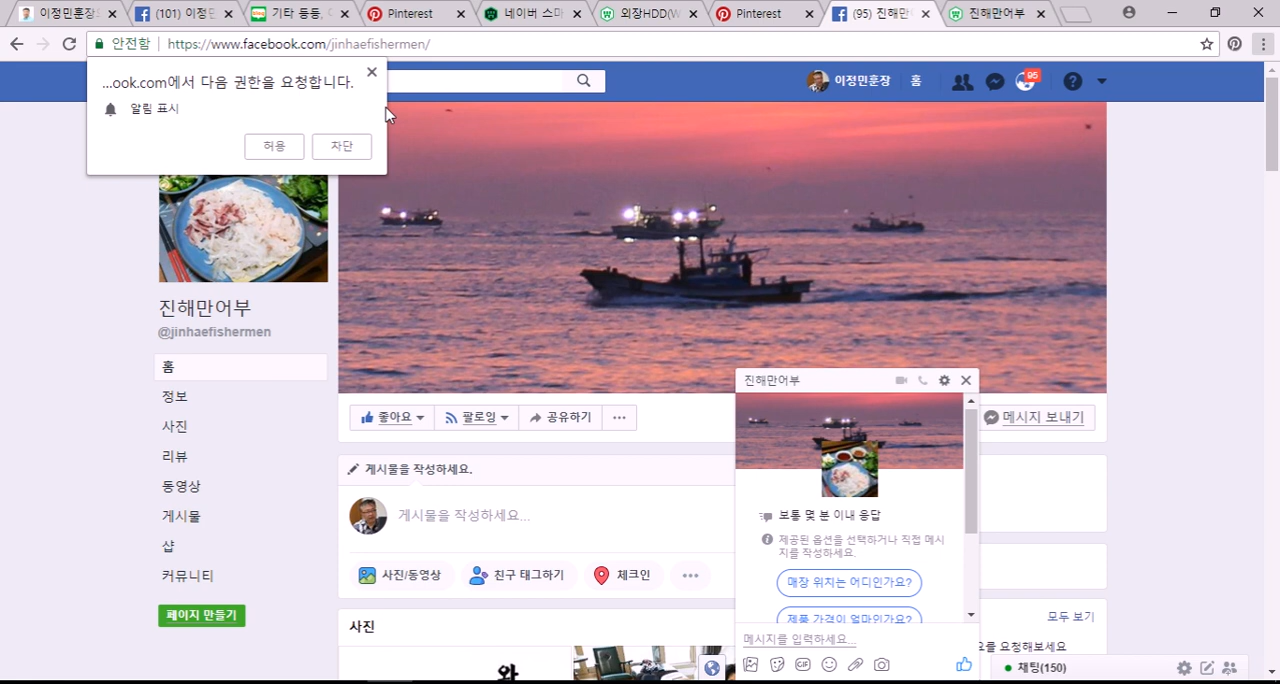 이정민훈장
(101) 이정민
기타 등등,
Pinterest
네이버 스마
외장HDD(W
Pinterest
(95) 진해만
진해만어부
안전함 https://www.facebook.com/jinhaefishermen/
...ook.com에서 다음 권한을 요청합니다.
알림 표시
허용 차단
이정민훈장 홈 95
진해만어부
@jinhaefishermen
홈
정보
사진
리뷰
동영상
게시물
샵
커뮤니티
페이지 만들기
좋아요 팔로잉 공유하기 ...
메시지 보내기
게시물을 작성하세요.
게시물을 작성하세요...
사진/동영상 친구 태그하기 체크인
사진
와
진해만어부
보통 몇 분 이내 응답
제공된 옵션을 선택하거나 직접 메시
지를 작성하세요.
매장 위치는 어디인가요?
제품 가격이 얼마인가요?
메시지를 입력하세요...
GIF
모두 보기
요를 요청해보세요
채팅(150)